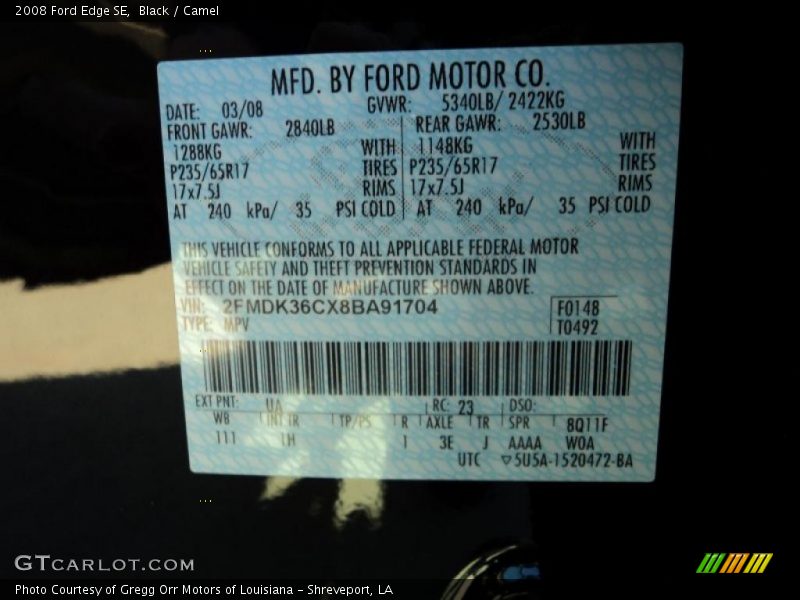 2008 Ford Edge SE, Black / Camel
MFD. BY FORD MOTOR CO.
DATE: 03/08 GVWR: 5340LB/ 2422KG
FRONT GAWR: 2840LB REAR GAWR: 2530LB
1288KG WITH 1148KG WITH
P235/65R17 TIRES P235/65R17 TIRES
17x7.5J RIMS 17x7.5J RIMS
AT 240 kPa/ 35 PSI COLD AT 240 kPa/ 35 PSI COLD
THIS VEHICLE CONFORMS TO ALL APPLICABLE FEDERAL MOTOR
VEHICLE SAFETY AND THEFT PREVENTION STANDARDS IN
EFFECT ON THE DATE OF MANUFACTURE SHOWN ABOVE.
VIN: 2FMDK36CX8BA91704 F0148
TYPE: MPV T0492
EXT PNT: UA RC: 23 DSO:
WB INT TR TP/PS R AXLE TR SPR 8Q11F
111 LH 1 3E J AAAA W0A
UTC ▽5U5A-1520472-BA
GTCARLOT.COM
Photo Courtesy of Gregg Orr Motors of Louisiana - Shreveport, LA